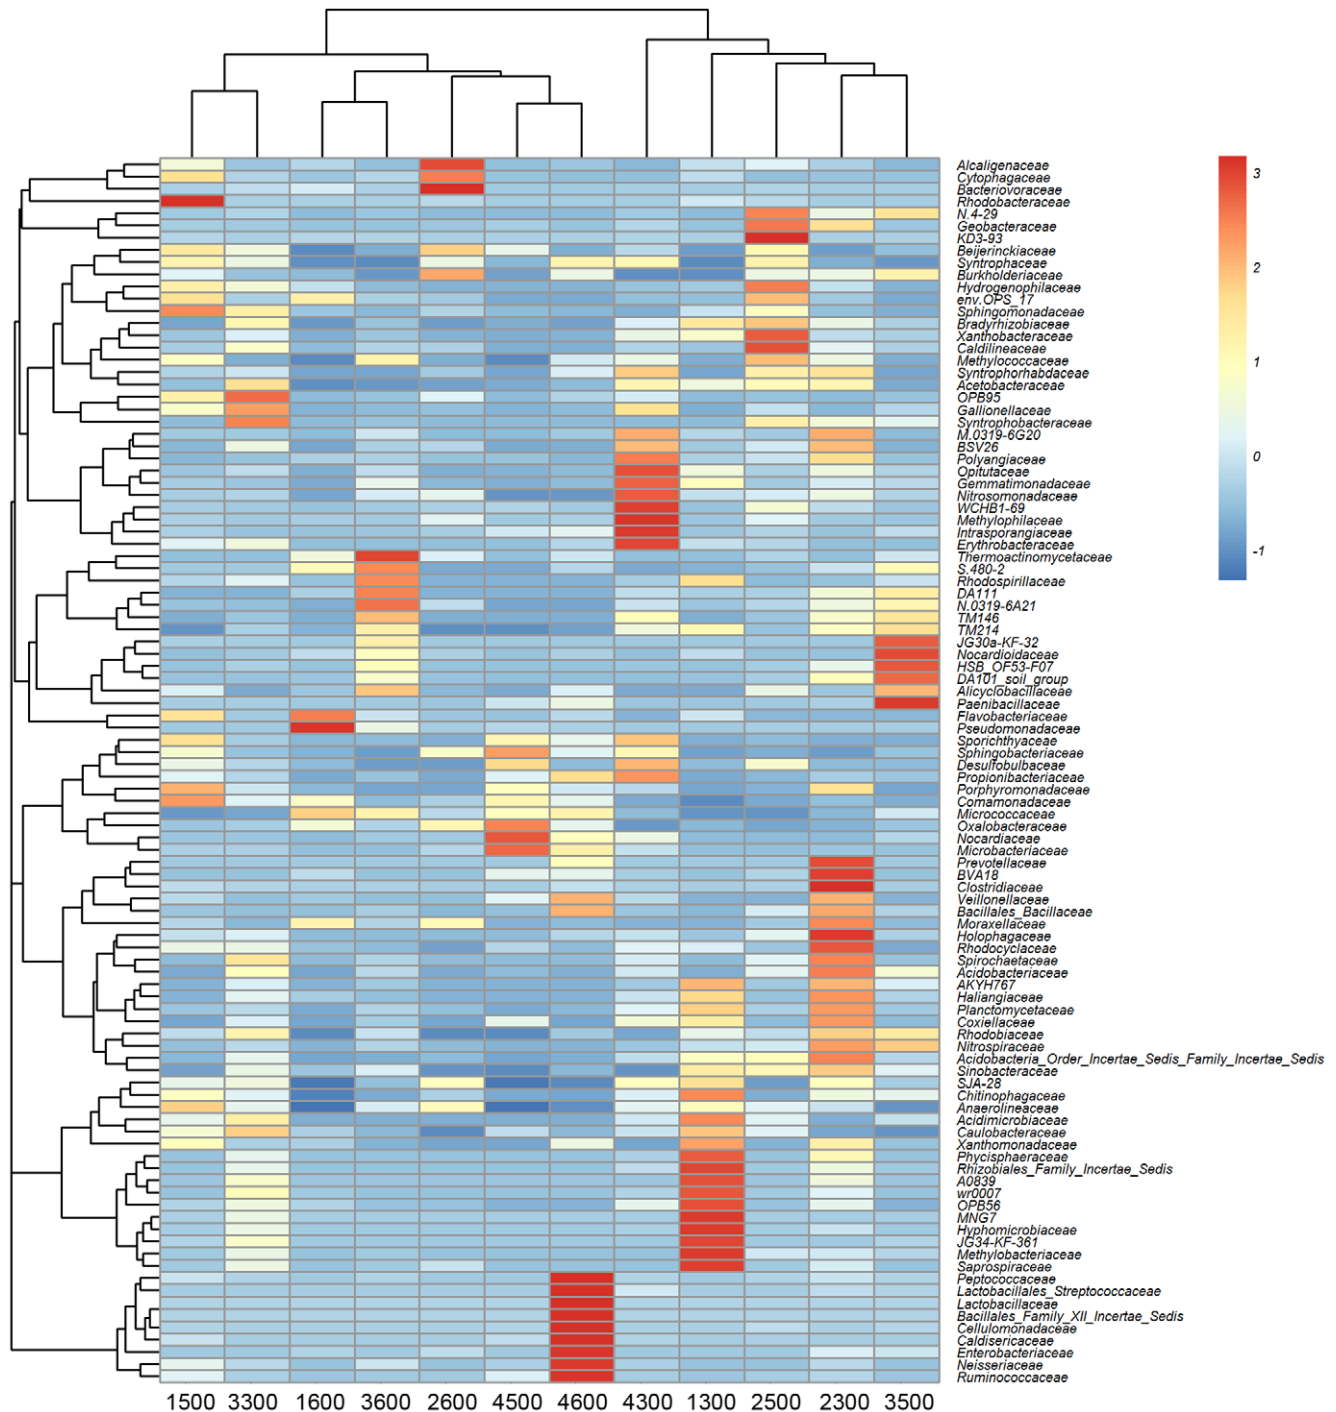 Alcaligenaceae
Cytophagaceae
Bacteriovoraceae
Rhodobacteraceae
N.4-29
Geobacteraceae
KD3-93
Beijerinckiaceae
Syntrophaceae
Burkholderiaceae
Hydrogenophilaceae
env.OPS_17
Sphingomonadaceae
Bradyrhizobiaceae
Xanthobacteraceae
Caldilineaceae
Methylococcaceae
Syntrophorhabdaceae
Acetobacteraceae
OPB95
Gallionellaceae
Syntrophobacteraceae
M.0319-6G20
BSV26
Polyangiaceae
Opitutaceae
Gemmatimonadaceae
Nitrosomonadaceae
WCHB1-69
Methylophilaceae
Intrasporangiaceae
Erythrobacteraceae
Thermoactinomycetaceae
S.480-2
Rhodospirillaceae
DA111
N.0319-6A21
TM146
TM214
JG30a-KF-32
Nocardioidaceae
HSB_OF53-F07
DA101_soil_group
Alicyclobacillaceae
Paenibacillaceae
Flavobacteriaceae
Pseudomonadaceae
Sporichthyaceae
Sphingobacteriaceae
Desulfobulbaceae
Propionibacteriaceae
Porphyromonadaceae
Comamonadaceae
Micrococcaceae
Oxalobacteraceae
Nocardiaceae
Microbacteriaceae
Prevotellaceae
BVA18
Clostridiaceae
Veillonellaceae
Bacillales_Bacillaceae
Moraxellaceae
Holophagaceae
Rhodocyclaceae
Spirochaetaceae
Acidobacteriaceae
AKYH767
Haliangiaceae
Planctomycetaceae
Coxiellaceae
Rhodobiaceae
Nitrospiraceae
Acidobacteria_Order_Incertae_Sedis_Family_Incertae_Sedis
Sinobacteraceae
SJA-28
Chitinophagaceae
Anaerolineaceae
Acidimicrobiaceae
Caulobacteraceae
Xanthomonadaceae
Phycisphaeraceae
Rhizobiales_Family_Incertae_Sedis
A0839
wr0007
OPB56
MNG7
Hyphomicrobiaceae
JG34-KF-361
Methylobacteriaceae
Saprospiraceae
Peptococcaceae
Lactobacillales_Streptococcaceae
Lactobacillaceae
Bacillales_Family_XII_Incertae_Sedis
Cellulomonadaceae
Caldisericaceae
Enterobacteriaceae
Neisseriaceae
Ruminococcaceae
3
2
1
0
-1
1500 3300 1600 3600 2600 4500 4600 4300 1300 2500 2300 3500